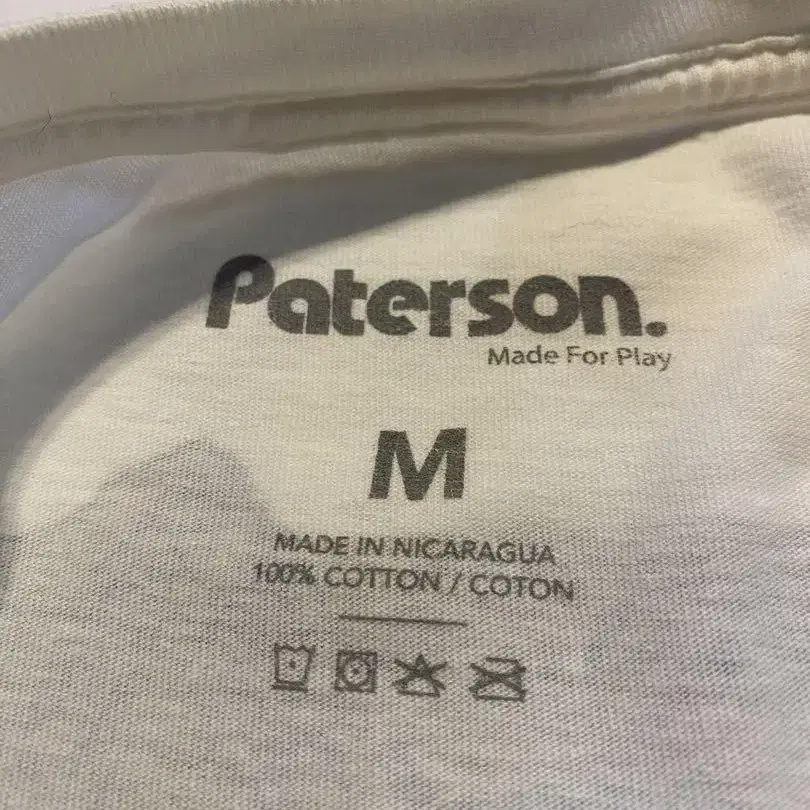 Paterson.
Made For Play
M
MADE IN NICARAGUA
100% COTTON / COTON